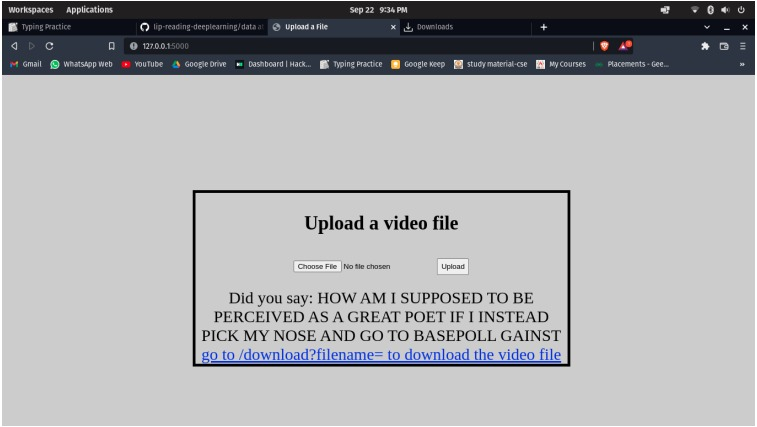 Workspaces Applications Sep 22 9:34 PM
Typing Practice lip-reading-deeplearning/data at Upload a File × Downloads +
127.0.0.1:5000
Gmail WhatsApp Web YouTube Google Drive Dashboard | Hack... Typing Practice Google Keep study material-cse My Courses Placements - Gee... »
Upload a video file
Choose File No file chosen Upload
Did you say: HOW AM I SUPPOSED TO BE
PERCEIVED AS A GREAT POET IF I INSTEAD
PICK MY NOSE AND GO TO BASEPOLL GAINST
go to /download?filename= to download the video file